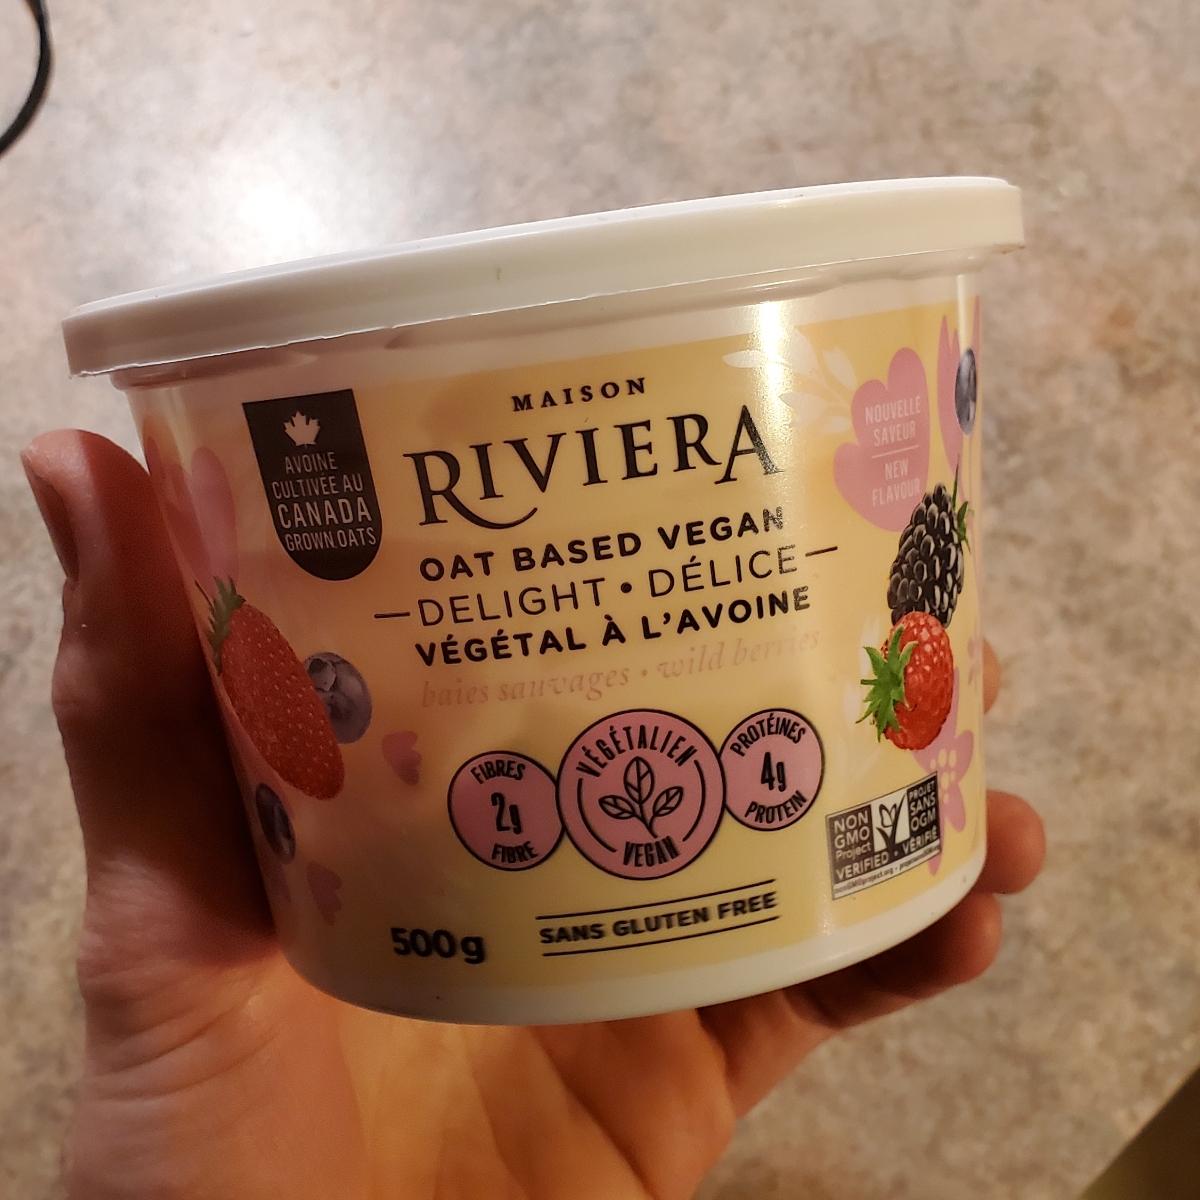 MAISON
RIVIERA
AVOINE
CULTIVÉE AU
CANADA
GROWN OATS
NOUVELLE
SAVEUR
NEW
FLAVOUR
OAT BASED VEGAN
—DELIGHT • DÉLICE—
VÉGÉTAL À L'AVOINE
baies sauvages • wild berries
FIBRES
2g
FIBRE
VÉGÉTALIEN
VEGAN
PROTÉINES
4g
PROTEIN
NON
GMO
Project
VERIFIED
PROJET
SANS
OGM
VÉRIFIÉ
nonGMOproject.org
500g
SANS GLUTEN FREE